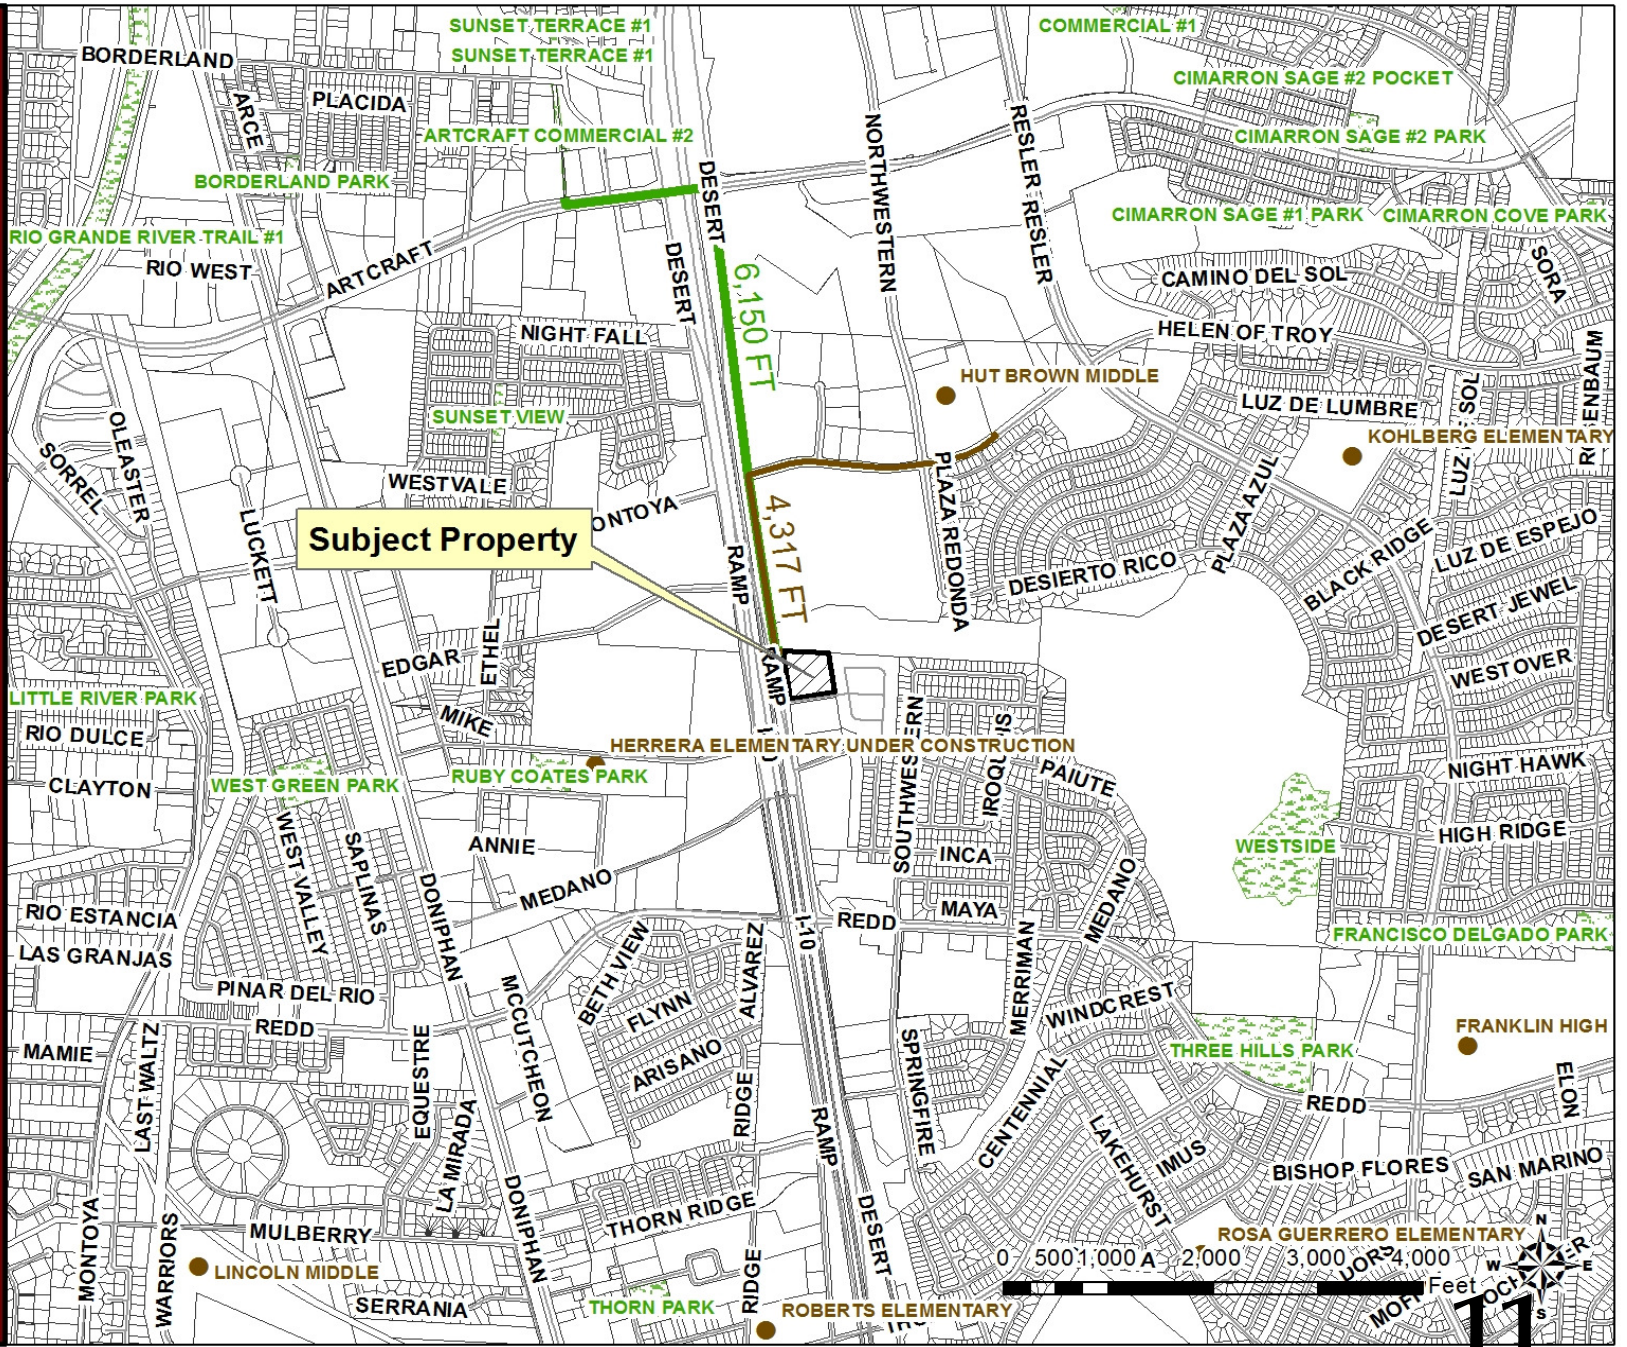 SUNSET TERRACE #1
COMMERCIAL #1
SUNSET TERRACE #1
BORDERLAND
CIMARRON SAGE #2 POCKET
ARCE
PLACIDA
ARTCRAFT COMMERCIAL #2
CIMARRON SAGE #2 PARK
NORTHWESTERN
RESLER
RESLER
BORDERLAND PARK
DESERT
CIMARRON SAGE #1 PARK
CIMARRON COVE PARK
RIO GRANDE RIVER TRAIL #1
RIO WEST
ARTCRAFT
DESERT
6,150 FT
CAMINO DEL SOL
SORA
NIGHT FALL
HELEN OF TROY
HUT BROWN MIDDLE
SUNSET VIEW
LUZ DE LUMBRE
SOL
ENBAUM
KOHLBERG ELEMENTARY
OLEASTER
SORREL
WESTVALE
LUZ
ONTOYA
4,317 FT
PLAZA REDONDA
PLAZA AZUL
LUCKETT
Subject Property
RAMP
DESIERTO RICO
BLACK RIDGE
LUZ DE ESPEJO
DESERT JEWEL
EDGAR
ETHEL
RAMP
WESTOVER
LITTLE RIVER PARK
RIO DULCE
MIKE
SOUTHWESTERN
HERRERA ELEMENTARY UNDER CONSTRUCTION
CLAYTON
WEST GREEN PARK
RUBY COATES PARK
PAIUTE
NIGHT HAWK
WEST VALLEY
SAPLINAS
ANNIE
INCA
WESTSIDE
HIGH RIDGE
MEDANO
MEDANO
RIO ESTANCIA
DONIPHAN
I-10
REDD
MAYA
FRANCISCO DELGADO PARK
LAS GRANJAS
BETH VIEW
ALVAREZ
MERRIMAN
PINAR DEL RIO
MCCUTCHEON
FLYNN
WINDCREST
REDD
FRANKLIN HIGH
MAMIE
LAST WALTZ
EQUESTRE
ARISANO
SPRINGFIRE
THREE HILLS PARK
RIDGE
CENTENNIAL
ELON
REDD
LA MIRADA
RAMP
LAKEHURST
IMUS
BISHOP FLORES
SAN MARINO
MONTOYA
WARRIORS
MULBERRY
DONIPHAN
THORN RIDGE
DESERT
ROSA GUERRERO ELEMENTARY
N
LINCOLN MIDDLE
RIDGE
0 500 1,000 A 2,000 3,000 4,000
Feet
W E
S
SERRANIA
THORN PARK
ROBERTS ELEMENTARY
11